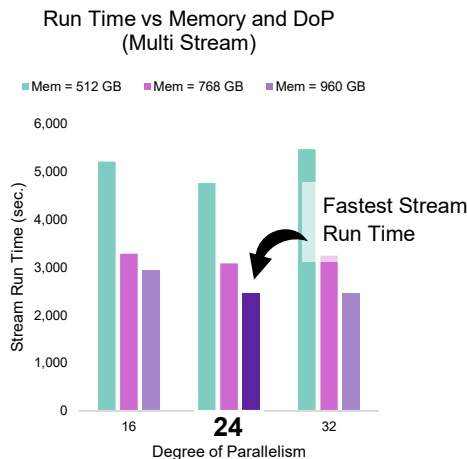 Run Time vs Memory and DoP
(Multi Stream)
Mem = 512 GB Mem = 768 GB Mem = 960 GB
6,000
5,000
4,000
3,000
2,000
1,000
0
Stream Run Time (sec.)
Fastest Stream
Run Time
16 24 32
Degree of Parallelism